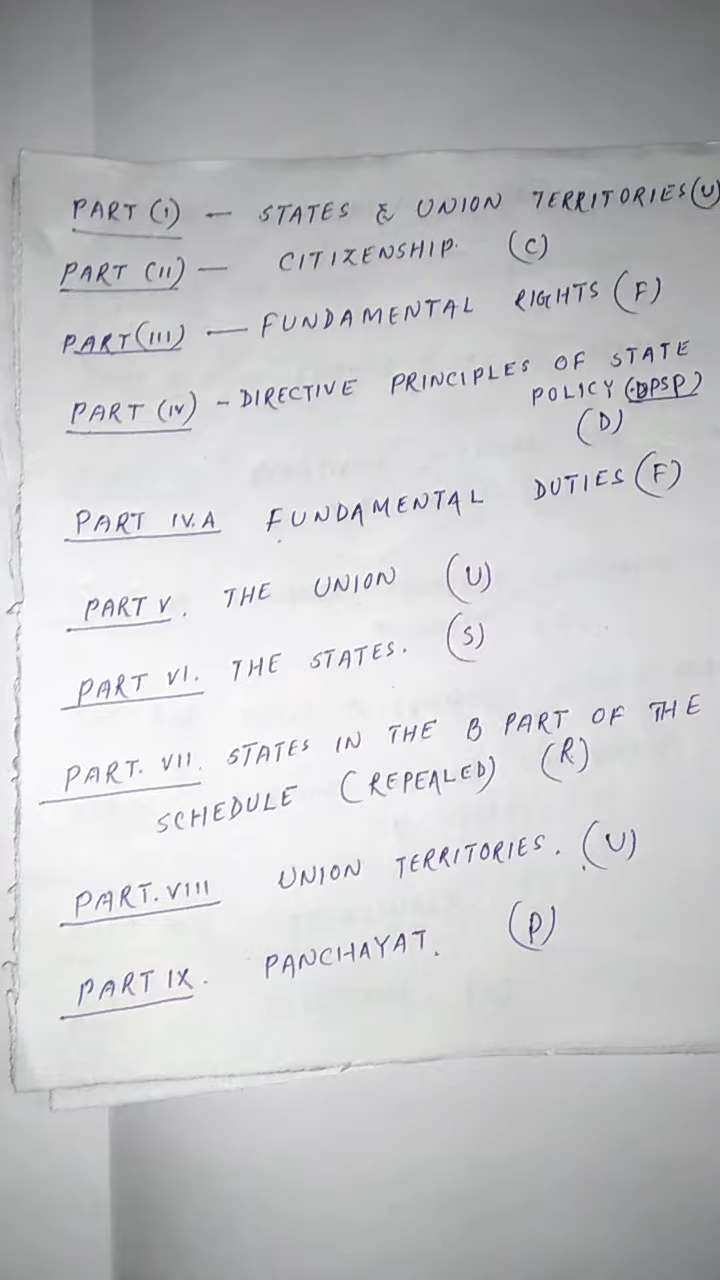 PART (I) - STATES & UNION TERRITORIES (U)
PART (II) - CITIZENSHIP. (C)
PART (III) - FUNDAMENTAL RIGHTS (F)
PART (IV) - DIRECTIVE PRINCIPLES OF STATE
POLICY (DPSP)
(D)
PART IV.A FUNDAMENTAL DUTIES (F)
PART V. THE UNION (U)
PART VI. THE STATES. (S)
PART. VII. STATES IN THE B PART OF THE
SCHEDULE (REPEALED) (R)
PART. VIII UNION TERRITORIES. (U)
PART IX. PANCHAYAT. (P)